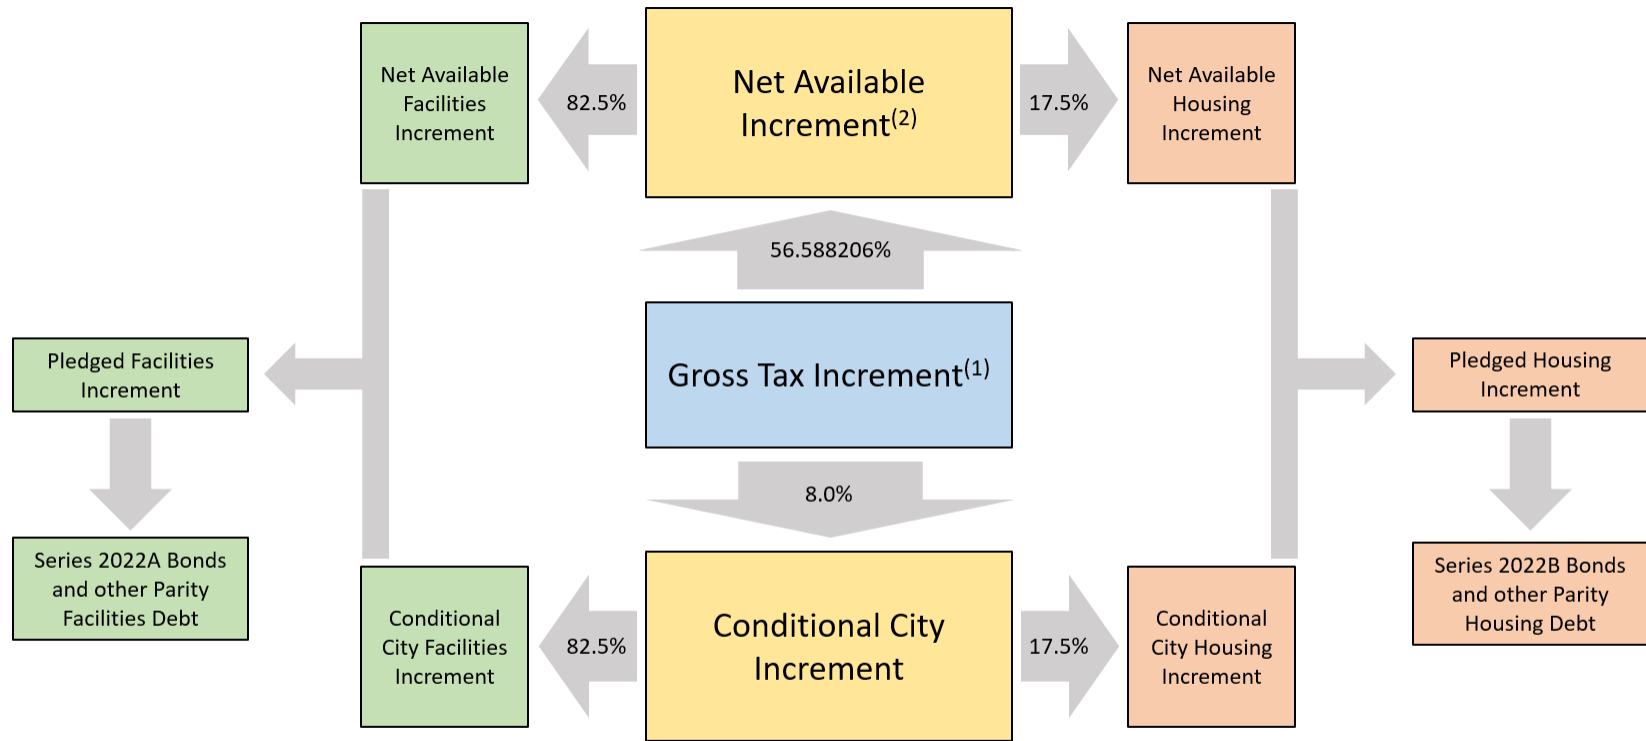 Net Available
Facilities
Increment
82.5%
Net Available
Increment(2)
17.5%
Net Available
Housing
Increment
56.588206%
Pledged Facilities
Increment
Gross Tax Increment(1)
Pledged Housing
Increment
8.0%
Series 2022A Bonds
and other Parity
Facilities Debt
Conditional
City Facilities
Increment
82.5%
Conditional City
Increment
17.5%
Conditional
City Housing
Increment
Series 2022B Bonds
and other Parity
Housing Debt